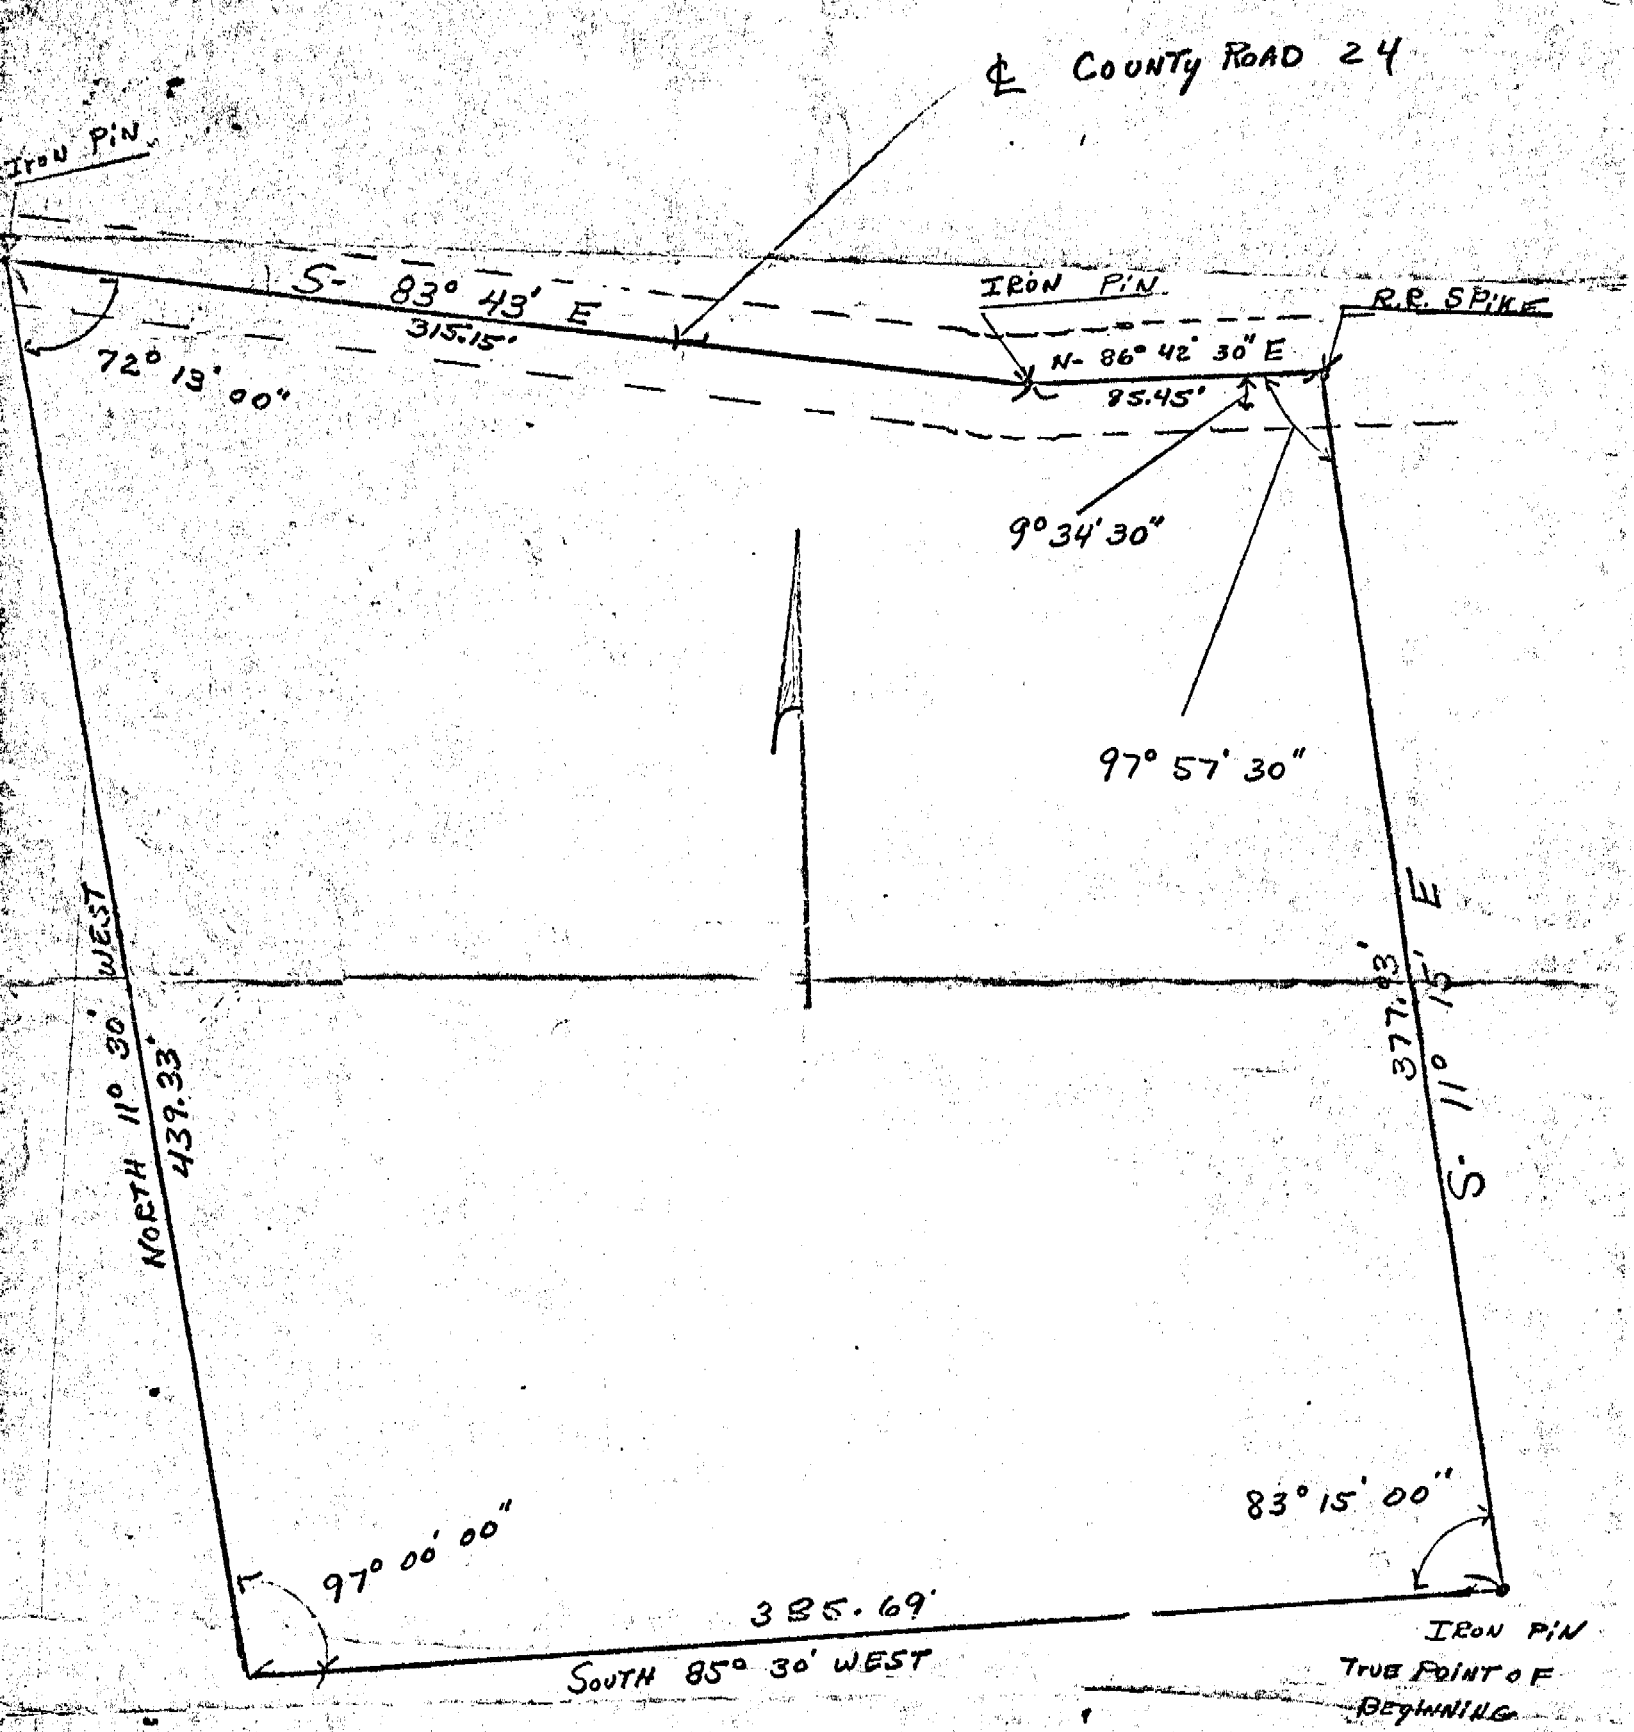 ℄ COUNTY ROAD 24
IRON PIN
S- 83° 43' E
315.15'
IRON PIN
R.R. SPIKE
N- 86° 42' 30" E
85.45'
72° 13' 00"
9° 34' 30"
97° 57' 30"
NORTH 11° 30' WEST
439.33'
S- 11° 15' E
377.83'
83° 15' 00"
97° 00' 00"
385.69'
SOUTH 85° 30' WEST
IRON PIN
TRUE POINT OF
BEGINNING